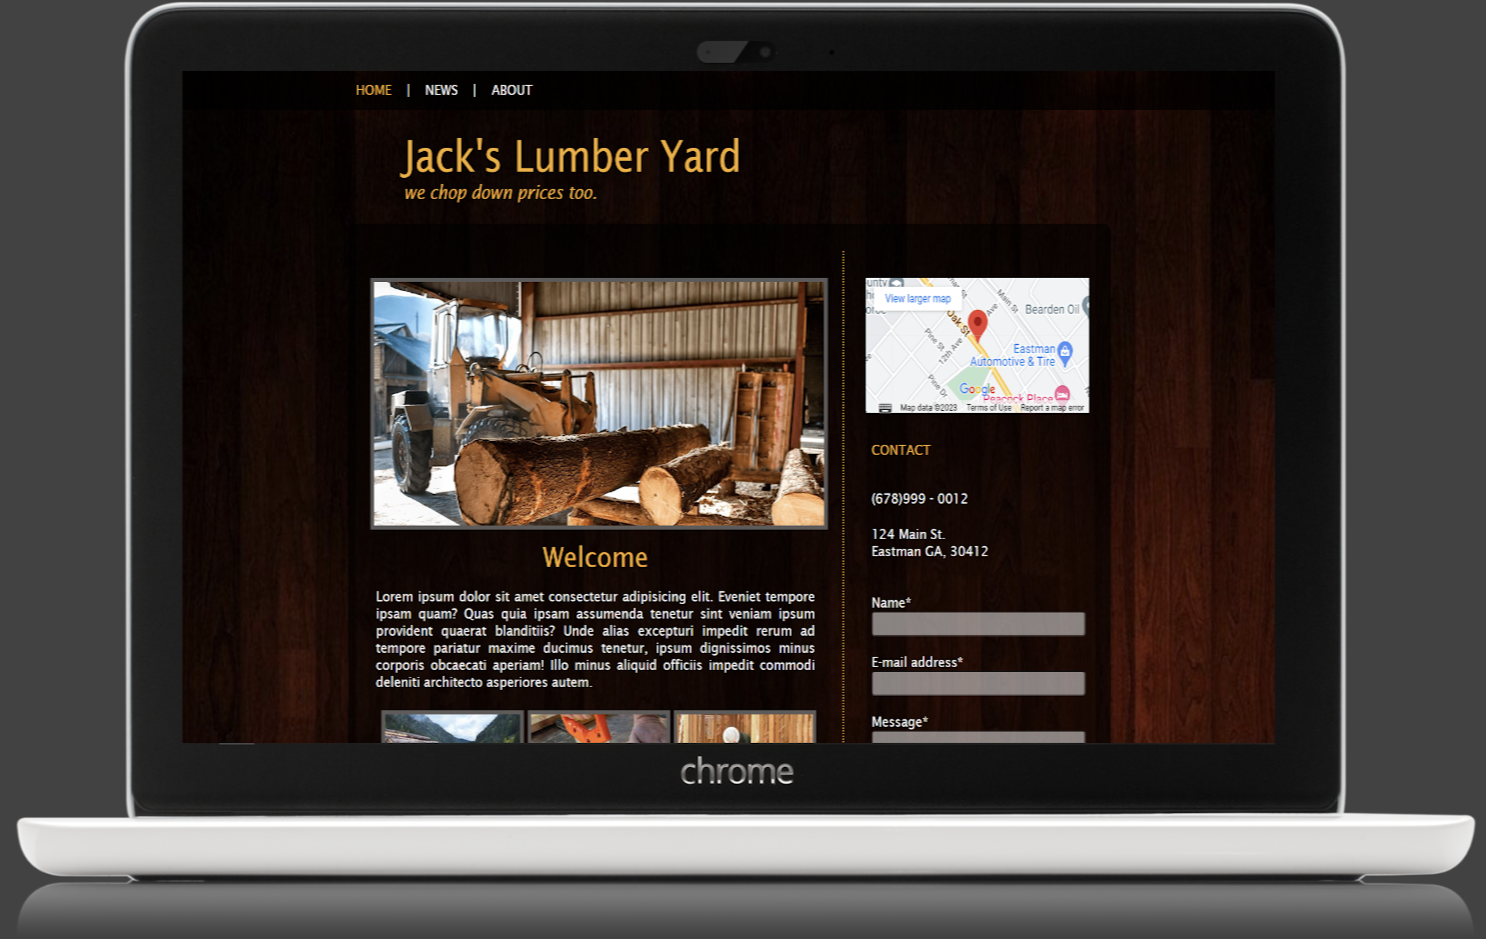 HOME | NEWS | ABOUT
Jack's Lumber Yard
we chop down prices too.
Welcome
Lorem ipsum dolor sit amet consectetur adipisicing elit. Eveniet tempore
ipsam quam? Quas quia ipsam assumenda tenetur sint veniam ipsum
provident quaerat blanditiis? Unde alias excepturi impedit rerum ad
tempore pariatur maxime ducimus tenetur, ipsum dignissimos minus
corporis obcaecati aperiam! Illo minus aliquid officiis impedit commodi
deleniti architecto asperiores autem.
View larger map
Main St
Bearden Oil
Oak St
Ave
Pine St
12th Ave
Eastman
Automotive & Tire
Pine Dr
Google
Peacock Place
Map data ©2023 Terms of Use Report a map error
CONTACT
(678)999 - 0012
124 Main St.
Eastman GA, 30412
Name*
E-mail address*
Message*
chrome